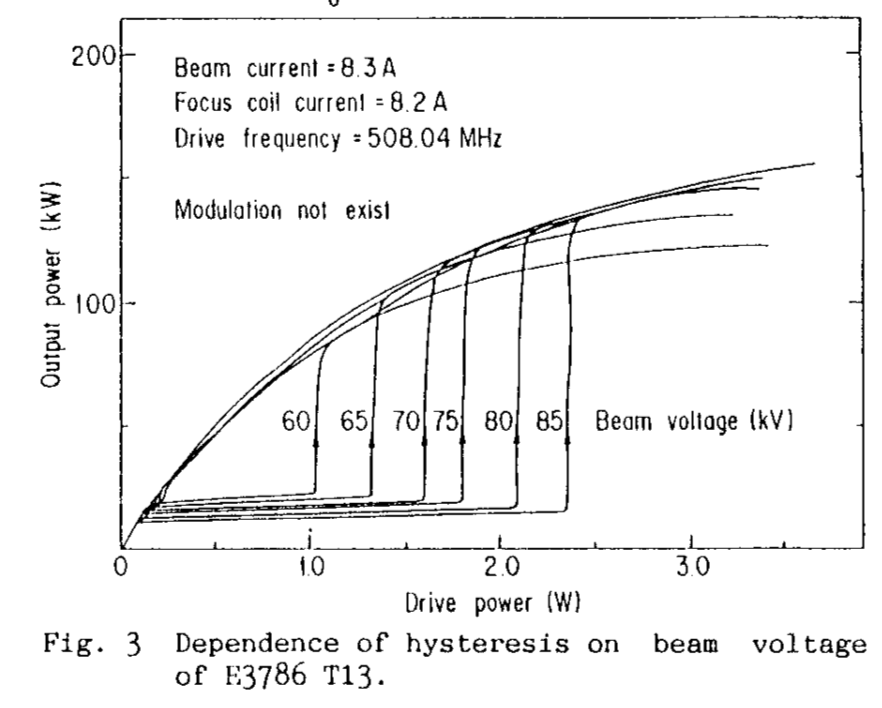 200
Beam current = 8.3 A
Focus coil current = 8.2 A
Drive frequency = 508.04 MHz
Modulation not exist
Output power (kW)
100
60 65 70 75 80 85 Beam voltage (kV)
0 1.0 2.0 3.0
Drive power (W)
Fig. 3 Dependence of hysteresis on beam voltage
of E3786 T13.